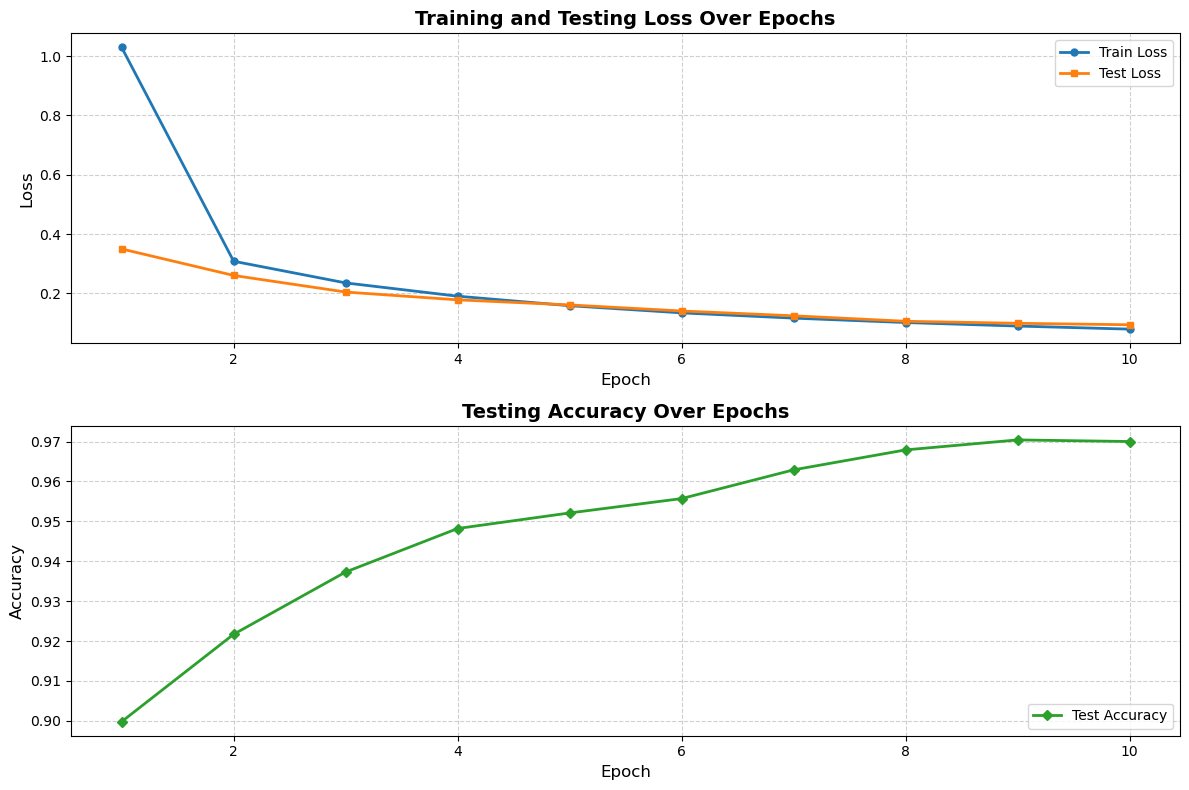 Training and Testing Loss Over Epochs
1.0
0.8
0.6
0.4
0.2
Loss
Train Loss
Test Loss
2 4 6 8 10
Epoch
Testing Accuracy Over Epochs
0.97
0.96
0.95
0.94
0.93
0.92
0.91
0.90
Accuracy
Test Accuracy
2 4 6 8 10
Epoch